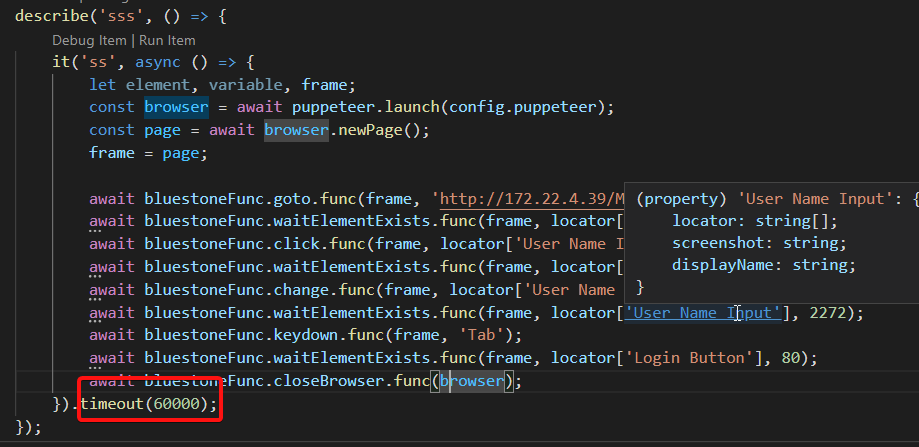 describe('sss', () => {
Debug Item | Run Item
it('ss', async () => {
let element, variable, frame;
const browser = await puppeteer.launch(config.puppeteer);
const page = await browser.newPage();
frame = page;
await bluestoneFunc.goto.func(frame, 'http://172.22.4.39/M
await bluestoneFunc.waitElementExists.func(frame, locator[
await bluestoneFunc.click.func(frame, locator['User Name I
await bluestoneFunc.waitElementExists.func(frame, locator[
await bluestoneFunc.change.func(frame, locator['User Name
await bluestoneFunc.waitElementExists.func(frame, locator['User Name Input'], 2272);
await bluestoneFunc.keydown.func(frame, 'Tab');
await bluestoneFunc.waitElementExists.func(frame, locator['Login Button'], 80);
await bluestoneFunc.closeBrowser.func(browser);
}).timeout(60000);
});
(property) 'User Name Input': {
locator: string[];
screenshot: string;
displayName: string;
}